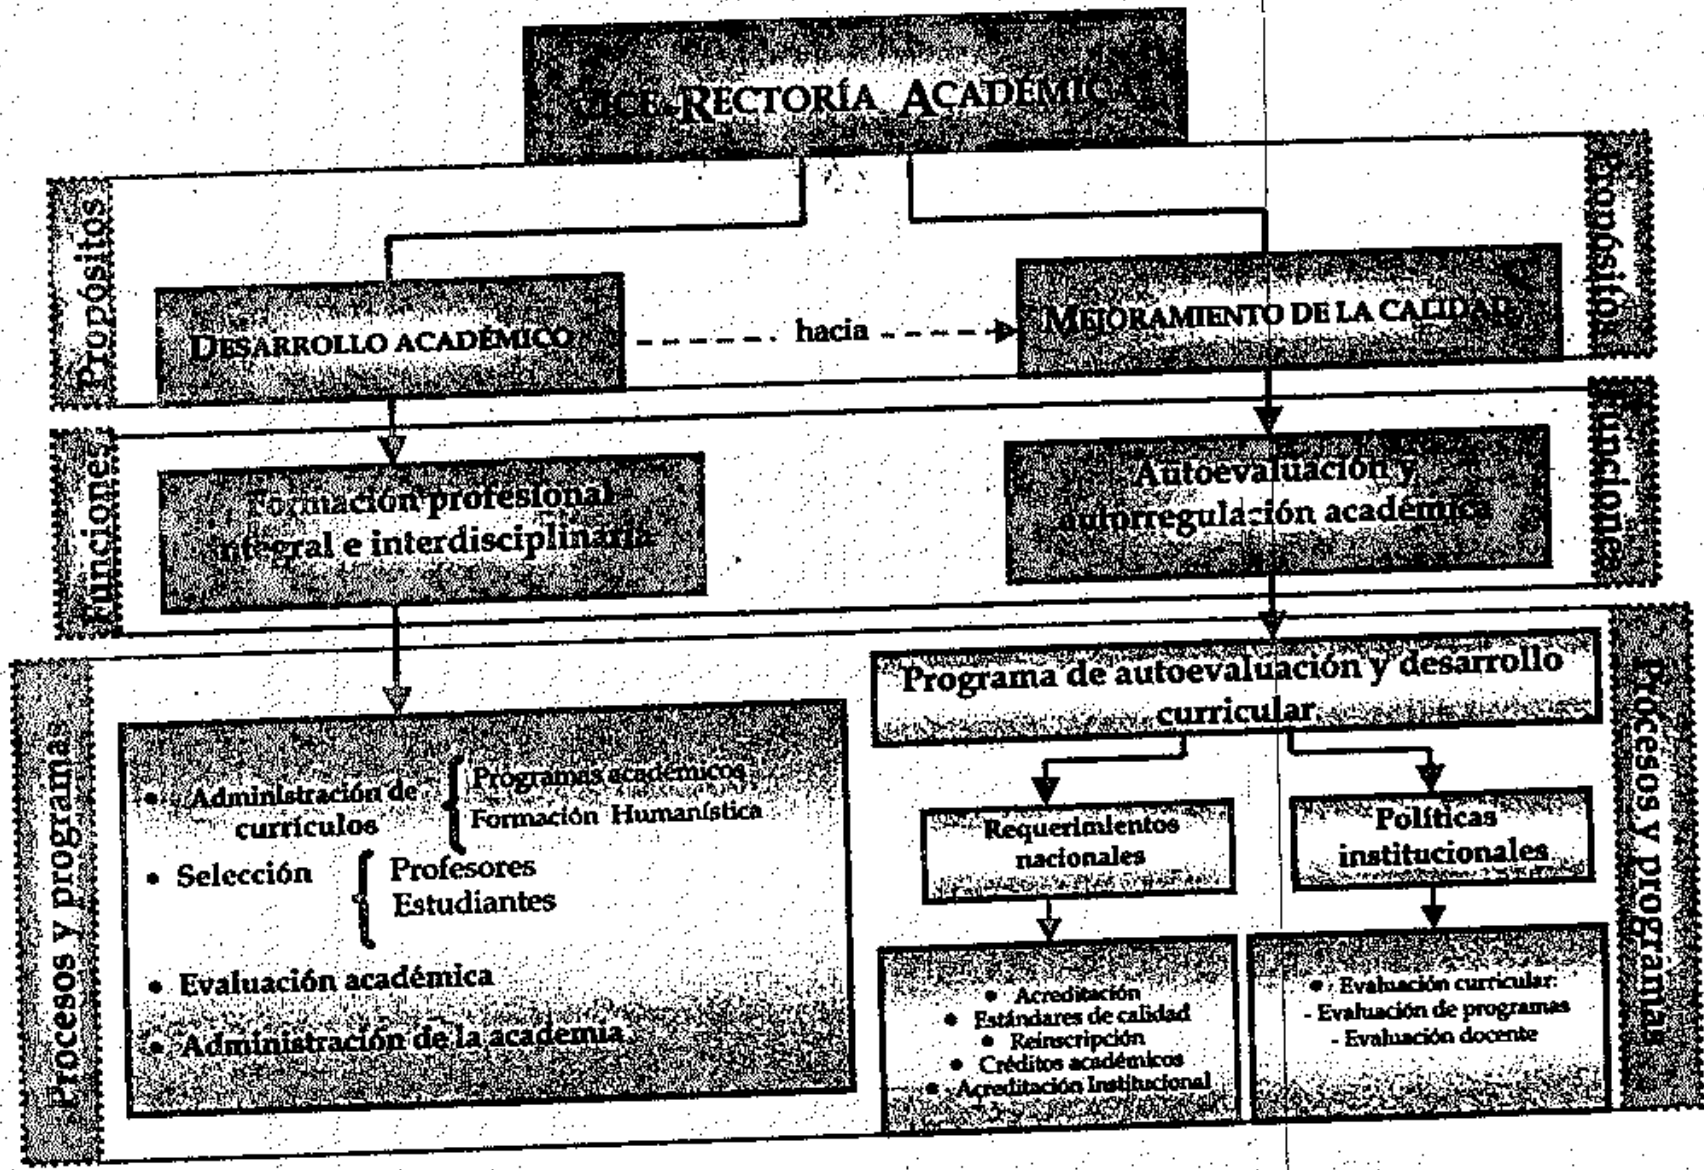 VICE-RECTORÍA ACADÉMICA
Propósitos
Propósitos
DESARROLLO ACADÉMICO
hacia
MEJORAMIENTO DE LA CALIDAD
Funciones
Funciones
Formación profesional
integral e interdisciplinaria
Autoevaluación y
autorregulación académica
Procesos y programas
Procesos y programas
• Administración de
currículos
Programas académicos
Formación Humanística
• Selección
Profesores
Estudiantes
• Evaluación académica
• Administración de la academia
Programa de autoevaluación y desarrollo
curricular
Requerimientos
nacionales
Políticas
institucionales
• Acreditación
• Estándares de calidad
• Reinscripción
• Créditos académicos
• Acreditación Institucional
• Evaluación curricular:
- Evaluación de programas
- Evaluación docente